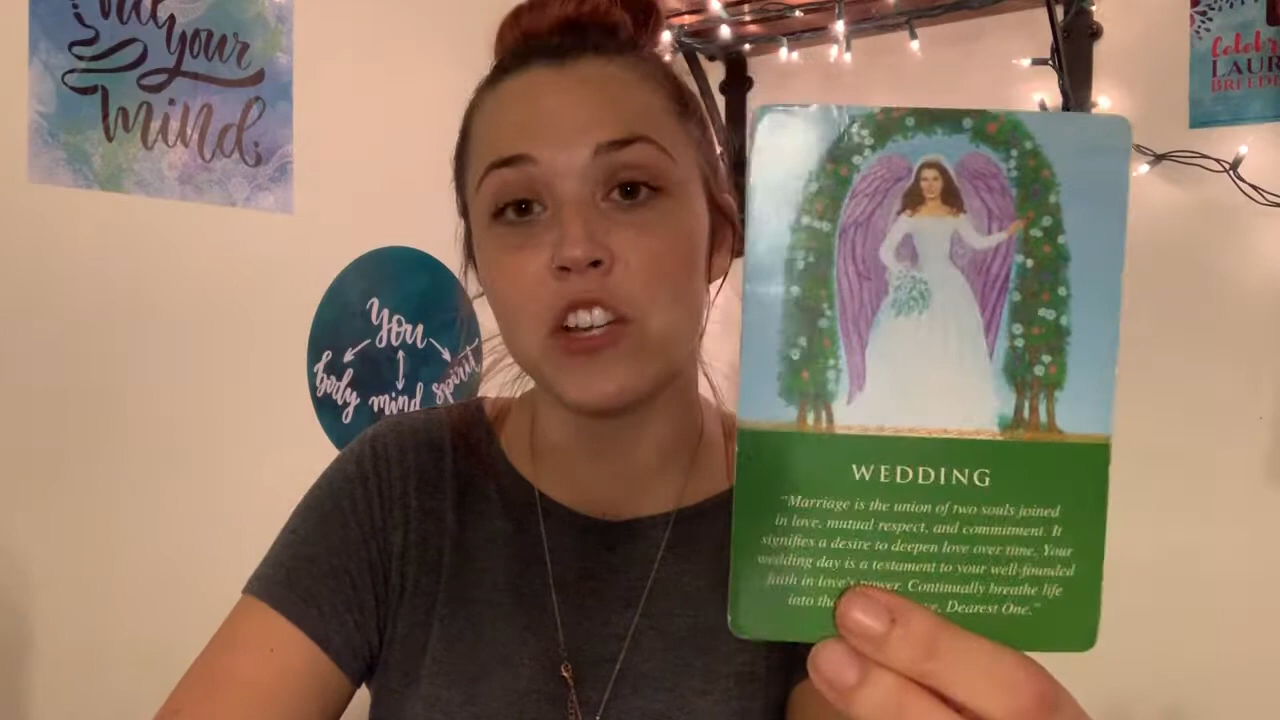 your
mind
You
body mind spirit
WEDDING
"Marriage is the union of two souls joined
in love, mutual respect, and commitment. It
signifies a desire to deepen love over time. Your
wedding day is a testament to your well-founded
faith in love's power. Continually breathe life
into Dearest One."